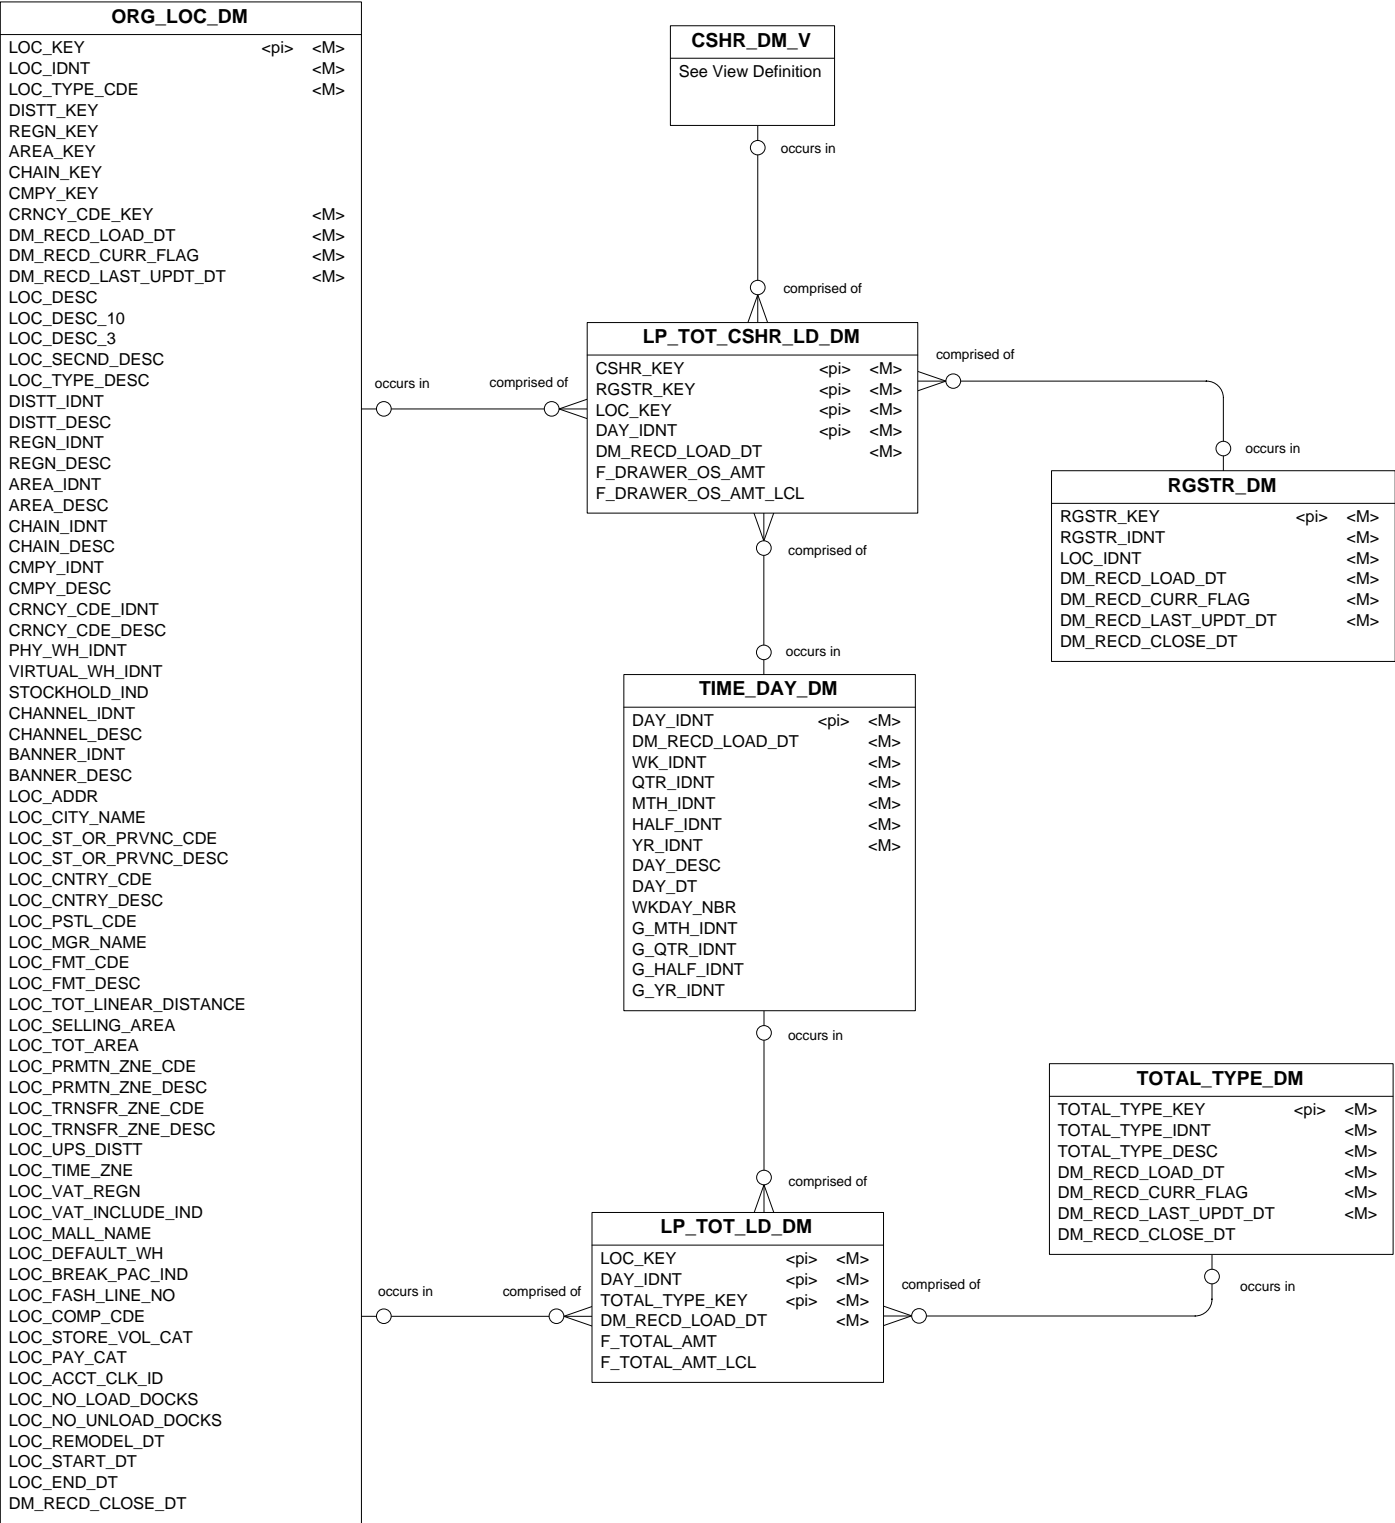 ORG_LOC_DM
LOC_KEY <pi> <M>
LOC_IDNT <M>
LOC_TYPE_CDE <M>
DISTT_KEY
REGN_KEY
AREA_KEY
CHAIN_KEY
CMPY_KEY
CRNCY_CDE_KEY <M>
DM_RECD_LOAD_DT <M>
DM_RECD_CURR_FLAG <M>
DM_RECD_LAST_UPDT_DT <M>
LOC_DESC
LOC_DESC_10
LOC_DESC_3
LOC_SECND_DESC
LOC_TYPE_DESC
DISTT_IDNT
DISTT_DESC
REGN_IDNT
REGN_DESC
AREA_IDNT
AREA_DESC
CHAIN_IDNT
CHAIN_DESC
CMPY_IDNT
CMPY_DESC
CRNCY_CDE_IDNT
CRNCY_CDE_DESC
PHY_WH_IDNT
VIRTUAL_WH_IDNT
STOCKHOLD_IND
CHANNEL_IDNT
CHANNEL_DESC
BANNER_IDNT
BANNER_DESC
LOC_ADDR
LOC_CITY_NAME
LOC_ST_OR_PRVNC_CDE
LOC_ST_OR_PRVNC_DESC
LOC_CNTRY_CDE
LOC_CNTRY_DESC
LOC_PSTL_CDE
LOC_MGR_NAME
LOC_FMT_CDE
LOC_FMT_DESC
LOC_TOT_LINEAR_DISTANCE
LOC_SELLING_AREA
LOC_TOT_AREA
LOC_PRMTN_ZNE_CDE
LOC_PRMTN_ZNE_DESC
LOC_TRNSFR_ZNE_CDE
LOC_TRNSFR_ZNE_DESC
LOC_UPS_DISTT
LOC_TIME_ZNE
LOC_VAT_REGN
LOC_VAT_INCLUDE_IND
LOC_MALL_NAME
LOC_DEFAULT_WH
LOC_BREAK_PAC_IND
LOC_FASH_LINE_NO
LOC_COMP_CDE
LOC_STORE_VOL_CAT
LOC_PAY_CAT
LOC_ACCT_CLK_ID
LOC_NO_LOAD_DOCKS
LOC_NO_UNLOAD_DOCKS
LOC_REMODEL_DT
LOC_START_DT
LOC_END_DT
DM_RECD_CLOSE_DT
CSHR_DM_V
See View Definition
occurs in
comprised of
LP_TOT_CSHR_LD_DM
CSHR_KEY <pi> <M>
RGSTR_KEY <pi> <M>
LOC_KEY <pi> <M>
DAY_IDNT <pi> <M>
DM_RECD_LOAD_DT <M>
F_DRAWER_OS_AMT
F_DRAWER_OS_AMT_LCL
occurs in
comprised of
comprised of
occurs in
RGSTR_DM
RGSTR_KEY <pi> <M>
RGSTR_IDNT <M>
LOC_IDNT <M>
DM_RECD_LOAD_DT <M>
DM_RECD_CURR_FLAG <M>
DM_RECD_LAST_UPDT_DT <M>
DM_RECD_CLOSE_DT
comprised of
occurs in
TIME_DAY_DM
DAY_IDNT <pi> <M>
DM_RECD_LOAD_DT <M>
WK_IDNT <M>
QTR_IDNT <M>
MTH_IDNT <M>
HALF_IDNT <M>
YR_IDNT <M>
DAY_DESC
DAY_DT
WKDAY_NBR
G_MTH_IDNT
G_QTR_IDNT
G_HALF_IDNT
G_YR_IDNT
occurs in
comprised of
LP_TOT_LD_DM
LOC_KEY <pi> <M>
DAY_IDNT <pi> <M>
TOTAL_TYPE_KEY <pi> <M>
DM_RECD_LOAD_DT <M>
F_TOTAL_AMT
F_TOTAL_AMT_LCL
occurs in
comprised of
comprised of
occurs in
TOTAL_TYPE_DM
TOTAL_TYPE_KEY <pi> <M>
TOTAL_TYPE_IDNT <M>
TOTAL_TYPE_DESC <M>
DM_RECD_LOAD_DT <M>
DM_RECD_CURR_FLAG <M>
DM_RECD_LAST_UPDT_DT <M>
DM_RECD_CLOSE_DT